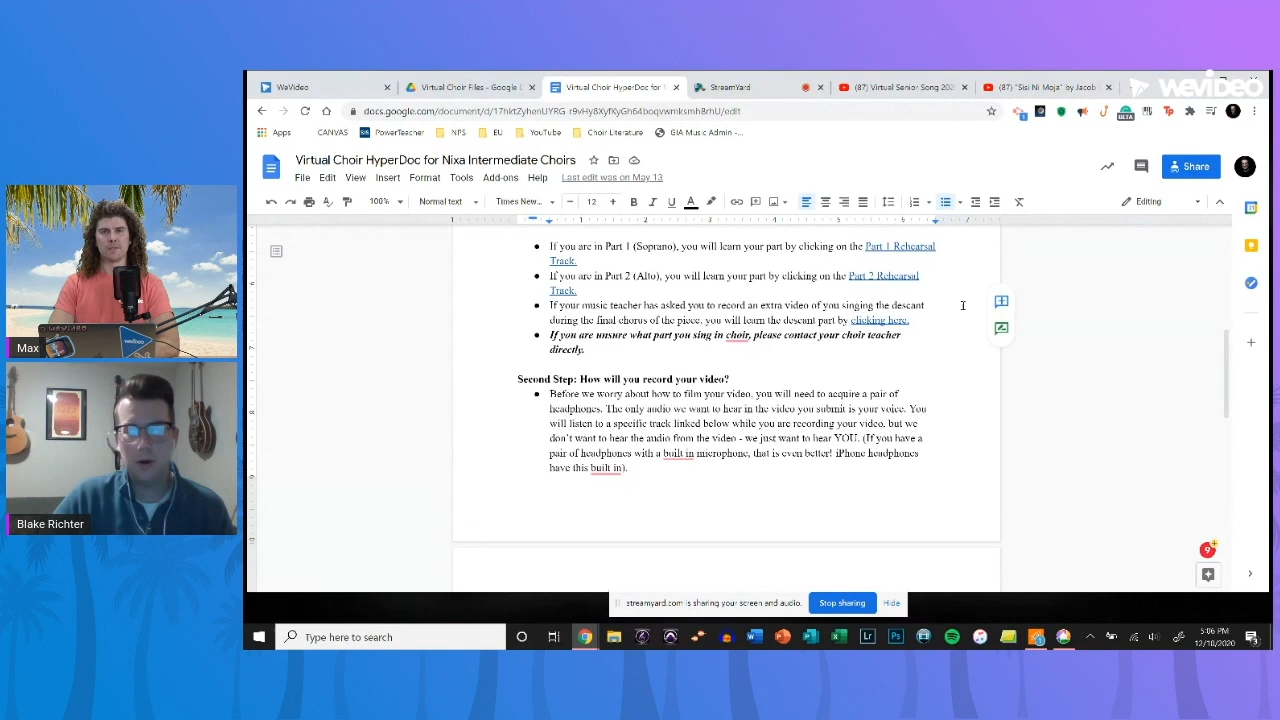 WeVideo
Virtual Choir Files - Google D
Virtual Choir HyperDoc for N
StreamYard
(87) Virtual Senior Song 202
(87) "Sisi Ni Moja" by Jacob
wevideo
docs.google.com/document/d/
/edit
BETA
Apps
CANVAS
SIS PowerTeacher
NPS
EU
YouTube
Choir Literature
GIA Music Admin -...
Virtual Choir HyperDoc for Nixa Intermediate Choirs
File Edit View Insert Format Tools Add-ons Help Last edit was on May 13
Share
100% Normal text Times New... 12 B I U A Editing
If you are in Part 1 (Soprano), you will learn your part by clicking on the Part 1 Rehearsal
Track.
If you are in Part 2 (Alto), you will learn your part by clicking on the Part 2 Rehearsal
Track.
If your music teacher has asked you to record an extra video of you singing the descant
during the final chorus of the piece, you will learn the descant part by clicking here.
If you are unsure what part you sing in choir, please contact your choir teacher
directly.
Second Step: How will you record your video?
Before we worry about how to film your video, you will need to acquire a pair of
headphones. The only audio we want to hear in the video you submit is your voice. You
will listen to a specific track linked below while you are recording your video, but we
don't want to hear the audio from the video - we just want to hear YOU. (If you have a
pair of headphones with a built in microphone, that is even better! iPhone headphones
have this built in).
Max
wevideo
Blake Richter
9
streamyard.com is sharing your screen and audio.
Stop sharing
Hide
Type here to search
Lr
Ps
5:06 PM
12/10/2020